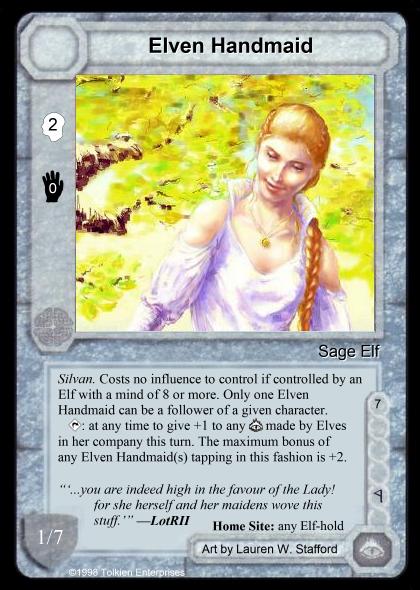 Elven Handmaid
2
0
Sage Elf
Silvan. Costs no influence to control if controlled by an
Elf with a mind of 8 or more. Only one Elven
Handmaid can be a follower of a given character.
: at any time to give +1 to any made by Elves
in her company this turn. The maximum bonus of
any Elven Handmaid(s) tapping in this fashion is +2.
7
“‘...you are indeed high in the favour of the Lady!
for she herself and her maidens wove this
stuff.’” —LotRII
Home Site: any Elf-hold
1/7
Art by Lauren W. Stafford
©1998 Tolkien Enterprises